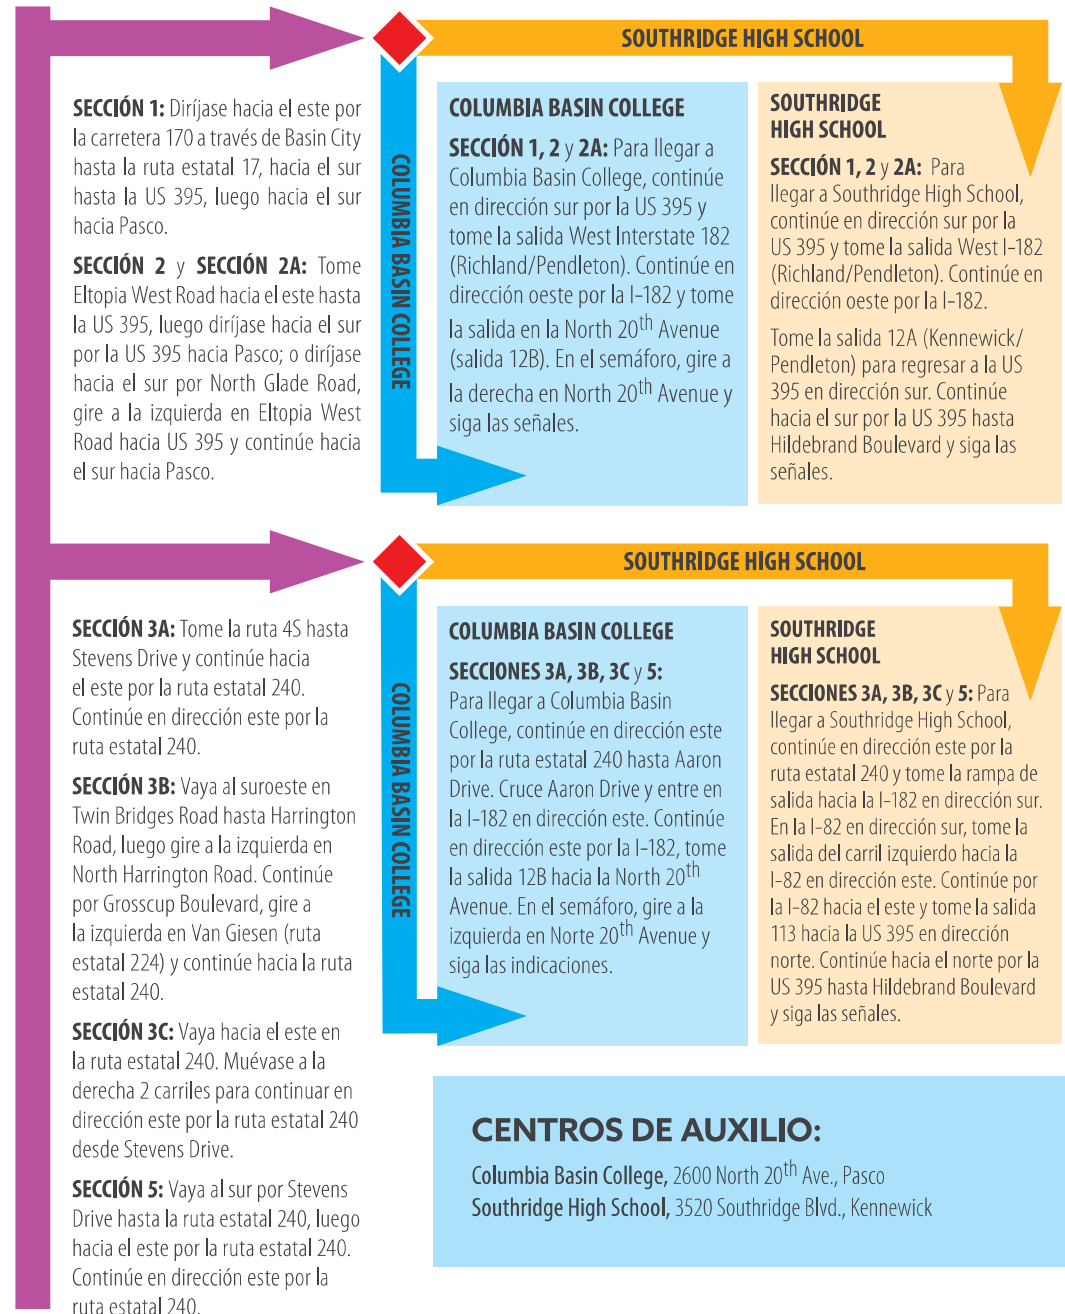 SOUTHRIDGE HIGH SCHOOL
SECCIÓN 1: Diríjase hacia el este por
la carretera 170 a través de Basin City
hasta la ruta estatal 17, hacia el sur
hasta la US 395, luego hacia el sur
hacia Pasco.
SECCIÓN 2 y SECCIÓN 2A: Tome
Eltopia West Road hacia el este hasta
la US 395, luego diríjase hacia el sur
por la US 395 hacia Pasco; o diríjase
hacia el sur por North Glade Road,
gire a la izquierda en Eltopia West
Road hacia US 395 y continúe hacia
el sur hacia Pasco.
COLUMBIA BASIN COLLEGE
COLUMBIA BASIN COLLEGE
SECCIÓN 1, 2 y 2A: Para llegar a
Columbia Basin College, continúe
en dirección sur por la US 395 y
tome la salida West Interstate 182
(Richland/Pendleton). Continúe en
dirección oeste por la I-182 y tome
la salida en la North 20th Avenue
(salida 12B). En el semáforo, gire a
la derecha en North 20th Avenue y
siga las señales.
SOUTHRIDGE
HIGH SCHOOL
SECCIÓN 1, 2 y 2A: Para
llegar a Southridge High School,
continúe en dirección sur por la
US 395 y tome la salida West I-182
(Richland/Pendleton). Continúe en
dirección oeste por la I-182.
Tome la salida 12A (Kennewick/
Pendleton) para regresar a la US
395 en dirección sur. Continúe
hacia el sur por la US 395 hasta
Hildebrand Boulevard y siga las
señales.
SOUTHRIDGE HIGH SCHOOL
SECCIÓN 3A: Tome la ruta 4S hasta
Stevens Drive y continúe hacia
el este por la ruta estatal 240.
Continúe en dirección este por la
ruta estatal 240.
SECCIÓN 3B: Vaya al suroeste en
Twin Bridges Road hasta Harrington
Road, luego gire a la izquierda en
North Harrington Road. Continúe
por Grosscup Boulevard, gire a
la izquierda en Van Giesen (ruta
estatal 224) y continúe hacia la ruta
estatal 240.
SECCIÓN 3C: Vaya hacia el este en
la ruta estatal 240. Muévase a la
derecha 2 carriles para continuar en
dirección este por la ruta estatal 240
desde Stevens Drive.
SECCIÓN 5: Vaya al sur por Stevens
Drive hasta la ruta estatal 240, luego
hacia el este por la ruta estatal 240.
Continúe en dirección este por la
ruta estatal 240.
COLUMBIA BASIN COLLEGE
COLUMBIA BASIN COLLEGE
SECCIONES 3A, 3B, 3C y 5:
Para llegar a Columbia Basin
College, continúe en dirección este
por la ruta estatal 240 hasta Aaron
Drive. Cruce Aaron Drive y entre en
la I-182 en dirección este. Continúe
en dirección este por la I-182, tome
la salida 12B hacia la North 20th
Avenue. En el semáforo, gire a la
izquierda en Norte 20th Avenue y
siga las indicaciones.
SOUTHRIDGE
HIGH SCHOOL
SECCIONES 3A, 3B, 3C y 5: Para
llegar a Southridge High School,
continúe en dirección este por la
ruta estatal 240 y tome la rampa de
salida hacia la I-182 en dirección sur.
En la I-82 en dirección sur, tome la
salida del carril izquierdo hacia la
I-82 en dirección este. Continúe por
la I-82 hacia el este y tome la salida
113 hacia la US 395 en dirección
norte. Continúe hacia el norte por la
US 395 hasta Hildebrand Boulevard
y siga las señales.
CENTROS DE AUXILIO:
Columbia Basin College, 2600 North 20th Ave., Pasco
Southridge High School, 3520 Southridge Blvd., Kennewick